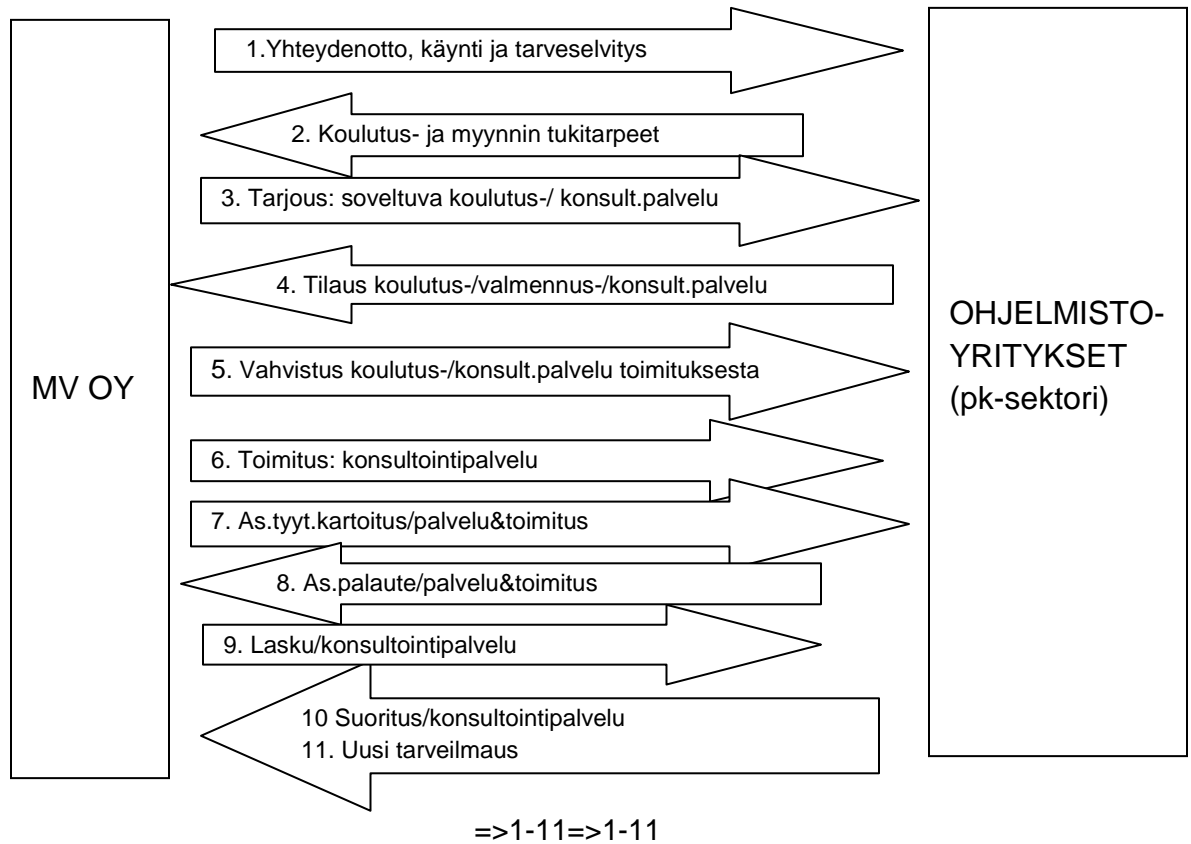 1.Yhteydenotto, käynti ja tarveselvitys
2. Koulutus- ja myynnin tukitarpeet
3. Tarjous: soveltuva koulutus-/ konsult.palvelu
4. Tilaus koulutus-/valmennus-/konsult.palvelu
MV OY
OHJELMISTO-
YRITYKSET
(pk-sektori)
5. Vahvistus koulutus-/konsult.palvelu toimituksesta
6. Toimitus: konsultointipalvelu
7. As.tyyt.kartoitus/palvelu&toimitus
8. As.palaute/palvelu&toimitus
9. Lasku/konsultointipalvelu
10 Suoritus/konsultointipalvelu
11. Uusi tarveilmaus
=>1-11=>1-11